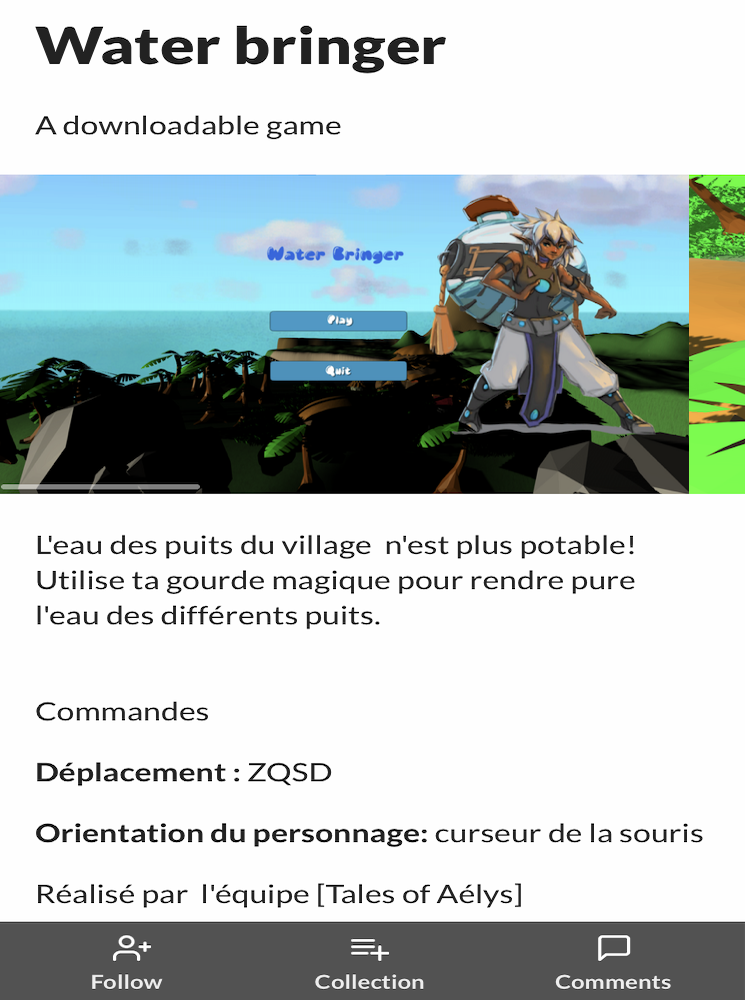 Water bringer
A downloadable game
Water Bringer
Play
Quit
L'eau des puits du village  n'est plus potable!
Utilise ta gourde magique pour rendre pure
l'eau des différents puits.
Commandes
Déplacement : ZQSD
Orientation du personnage: curseur de la souris
Réalisé par  l'équipe [Tales of Aélys]
Follow
Collection
Comments